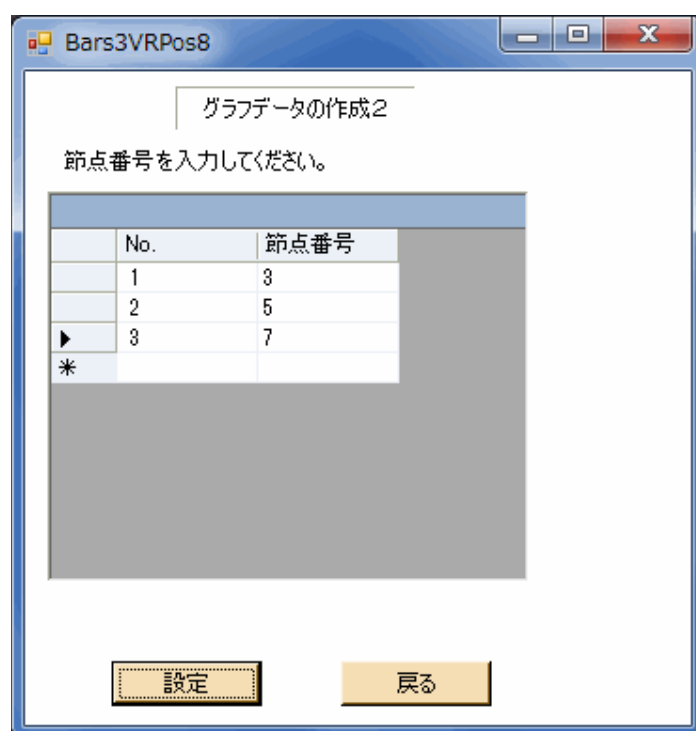 Bars3VRPos8
グラフデータの作成2
節点番号を入力してください。
No. 節点番号
1 3
2 5
3 7
設定 戻る